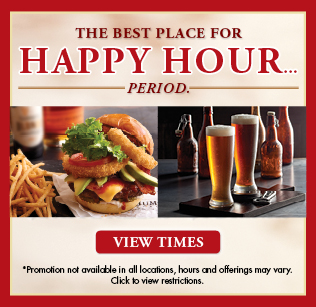 THE BEST PLACE FOR
HAPPY HOUR...
PERIOD.
VIEW TIMES
*Promotion not available in all locations, hours and offerings may vary.
Click to view restrictions.